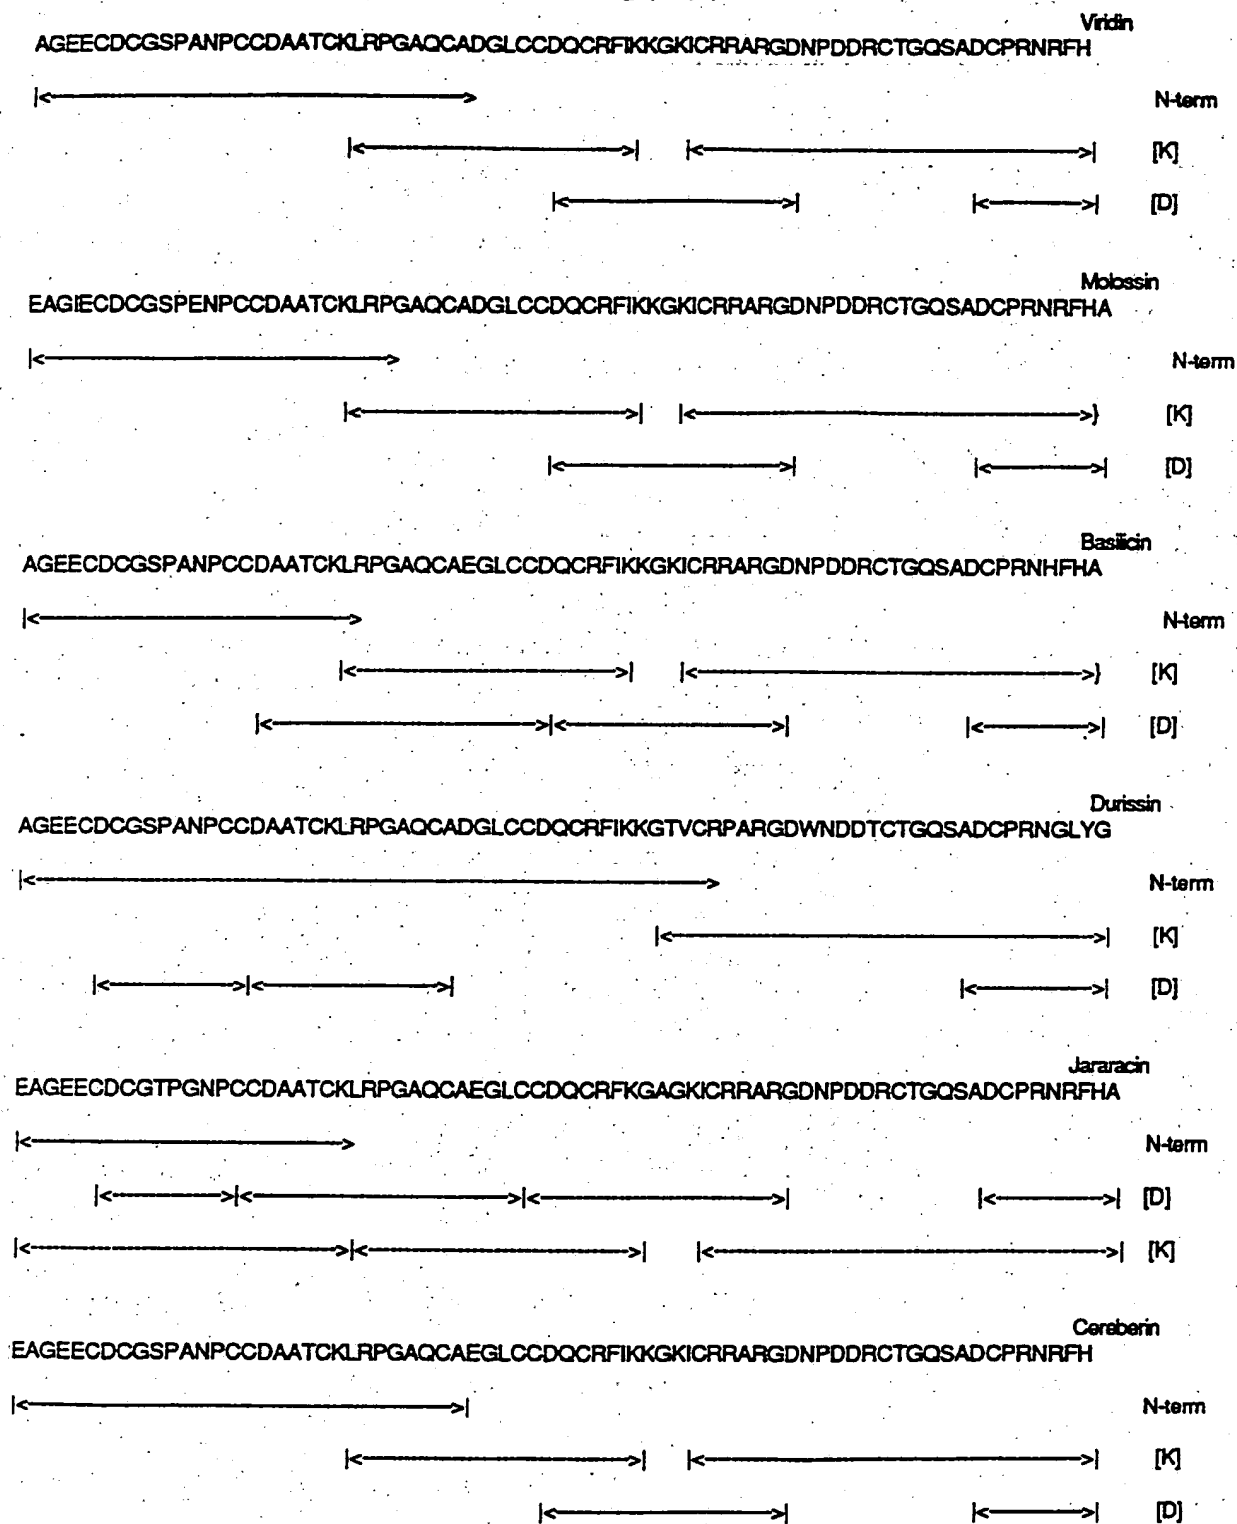 Viridin
AGEECDCGSPANPCCDAATCKLRPGAQCADGLCCDQCRFIKKGKICRRARGDNPDDRCTGQSADCPRNRFH
N-term
[K]
[D]
Molossin
EAGIECDCGSPENPCCDAATCKLRPGAQCADGLCCDQCRFIKKGKICRRARGDNPDDRCTGQSADCPRNRFHA
N-term
[K]
[D]
Basilicin
AGEECDCGSPANPCCDAATCKLRPGAQCAEGLCCDQCRFIKKGKICRRARGDNPDDRCTGQSADCPRNHFHA
N-term
[K]
[D]
Durissin
AGEECDCGSPANPCCDAATCKLRPGAQCADGLCCDQCRFIKKGTVCRPARGDWNDDTCTGQSADCPRNGLYG
N-term
[K]
[D]
Jararacin
EAGEECDCGTPGNPCCDAATCKLRPGAQCAEGLCCDQCRFKGAGKICRRARGDNPDDRCTGQSADCPRNRFHA
N-term
[D]
[K]
Cereberin
EAGEECDCGSPANPCCDAATCKLRPGAQCAEGLCCDQCRFIKKGKICRRARGDNPDDRCTGQSADCPRNRFH
N-term
[K]
[D]